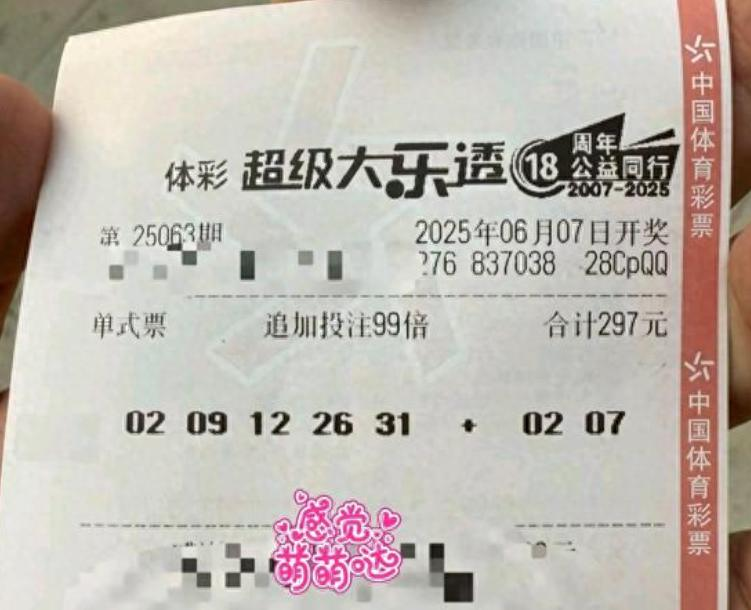 体彩 超级大乐透
18 周年
公益同行
2007-2025
第 25063期
2025年06月07日开奖
276 837038 28CpQQ
单式票 追加投注99倍 合计297元
02 09 12 26 31 + 02 07
感觉
萌萌哒
中国体育彩票
中国体育彩票